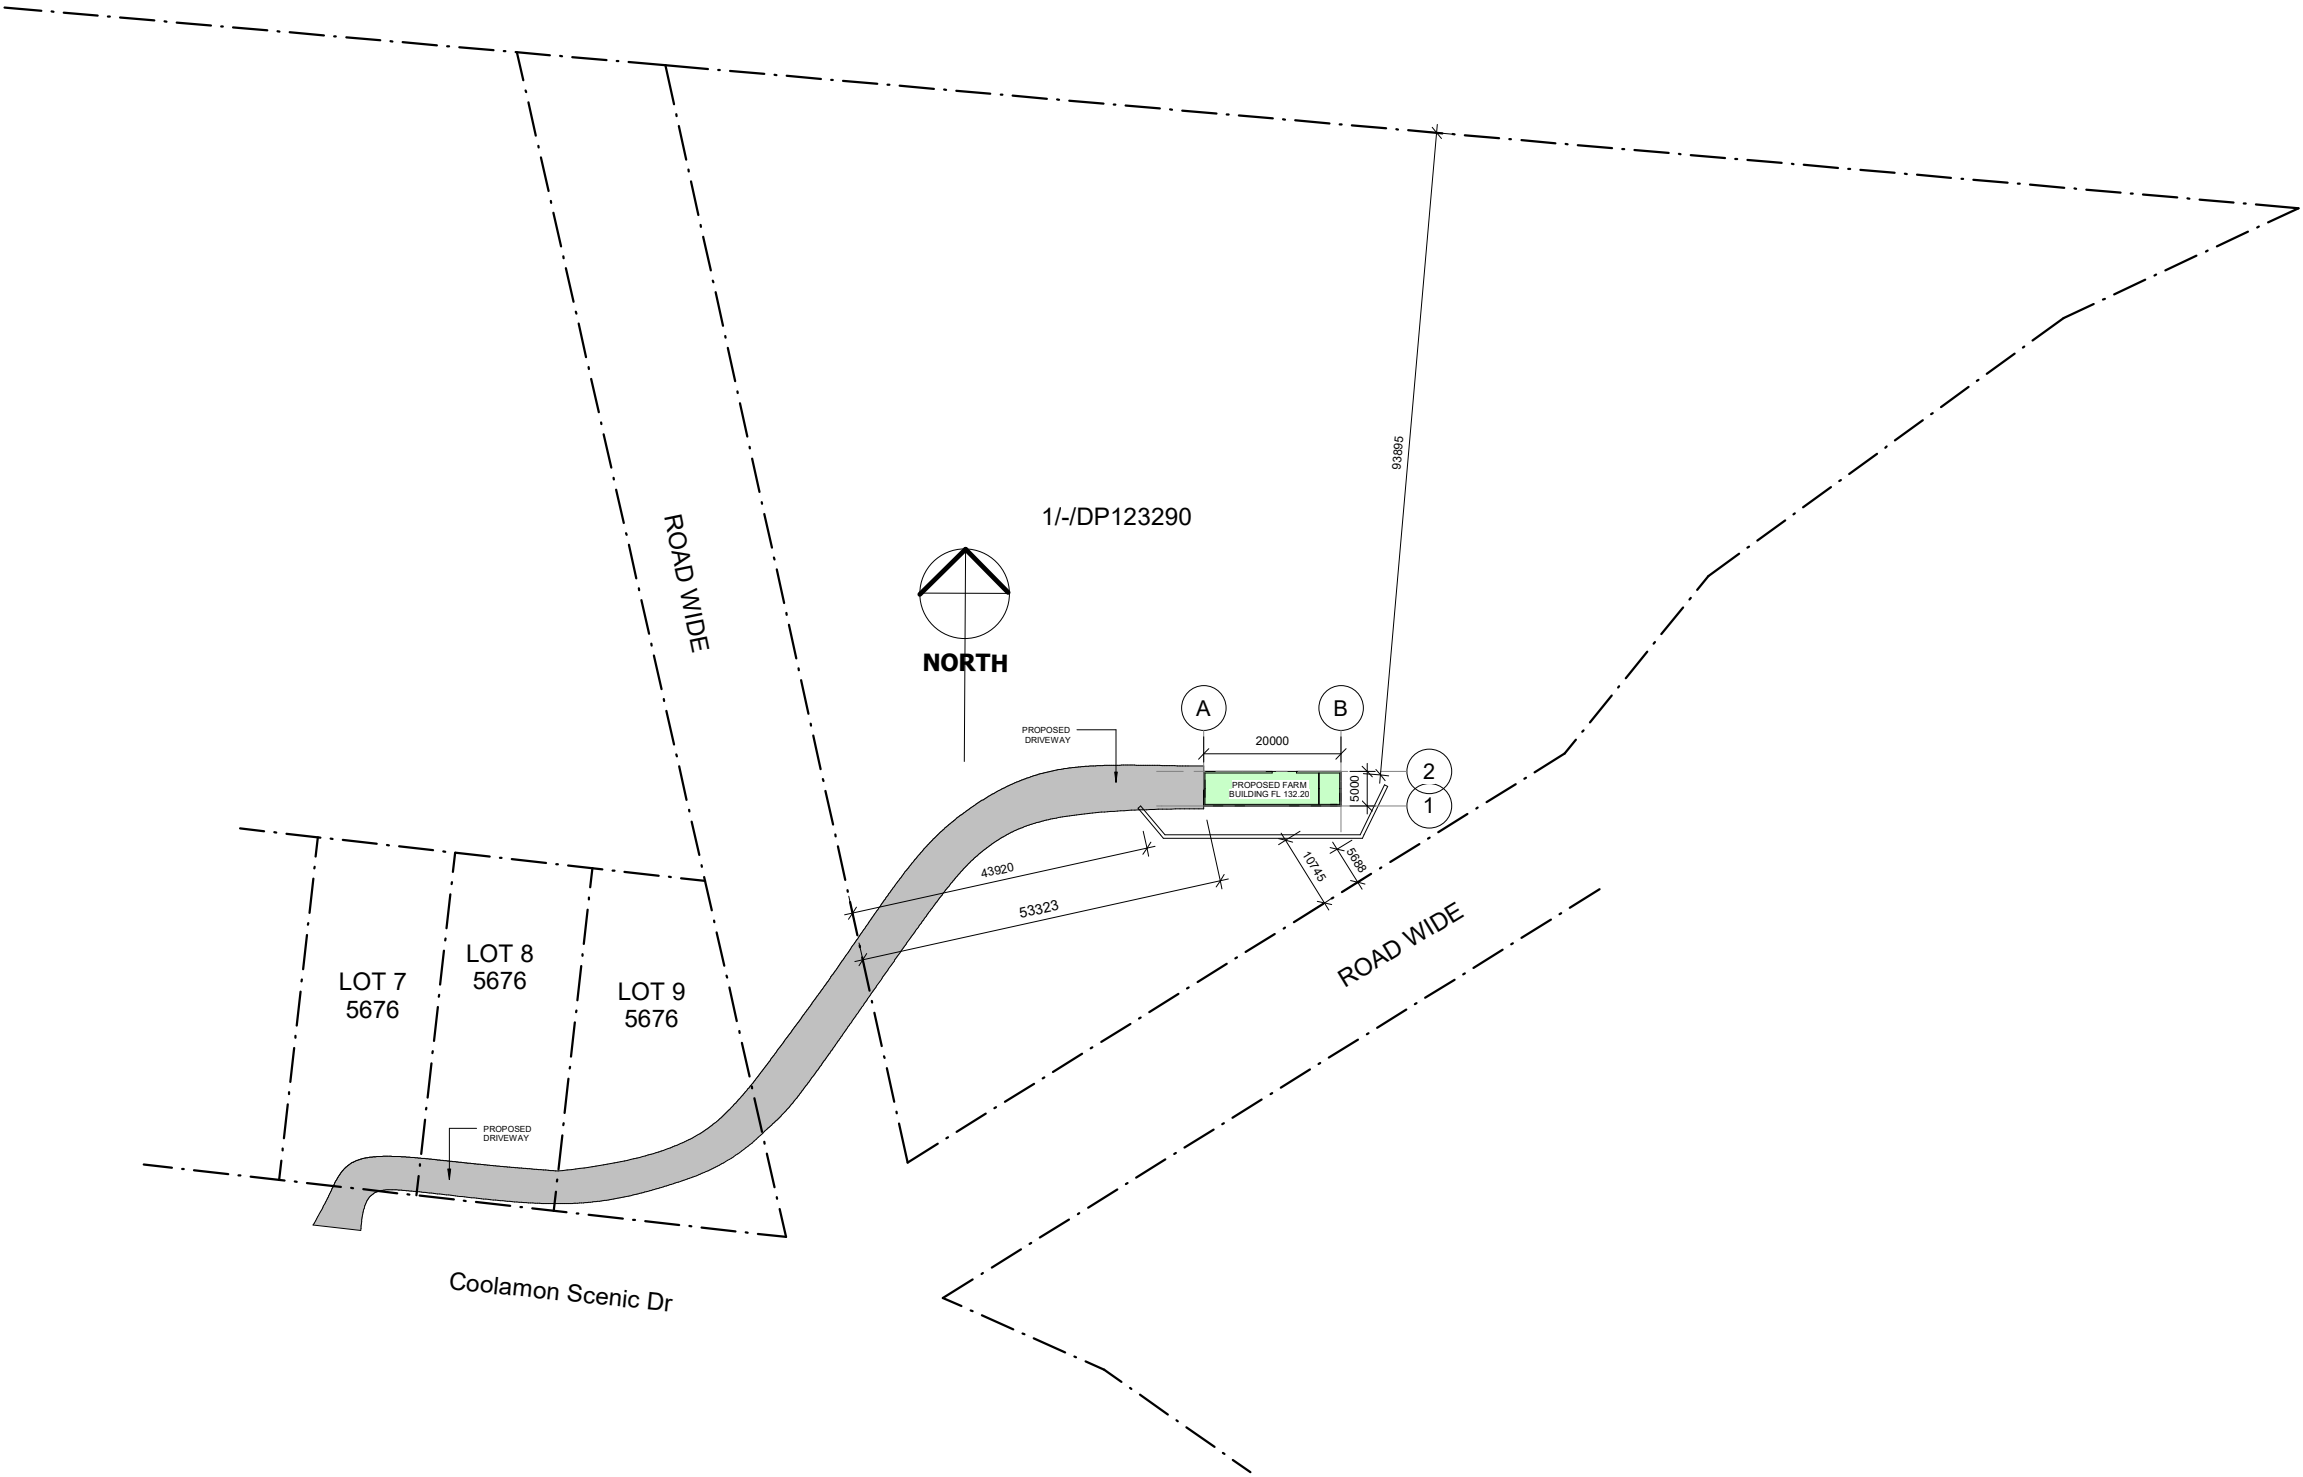 93895
1/-/DP123290
ROAD WIDE
NORTH
A
B
PROPOSED
DRIVEWAY
20000
2
PROPOSED FARM
BUILDING FL 132.20
5000
1
43920
10745
5688
53323
ROAD WIDE
LOT 7
5676
LOT 8
5676
LOT 9
5676
PROPOSED
DRIVEWAY
Coolamon Scenic Dr